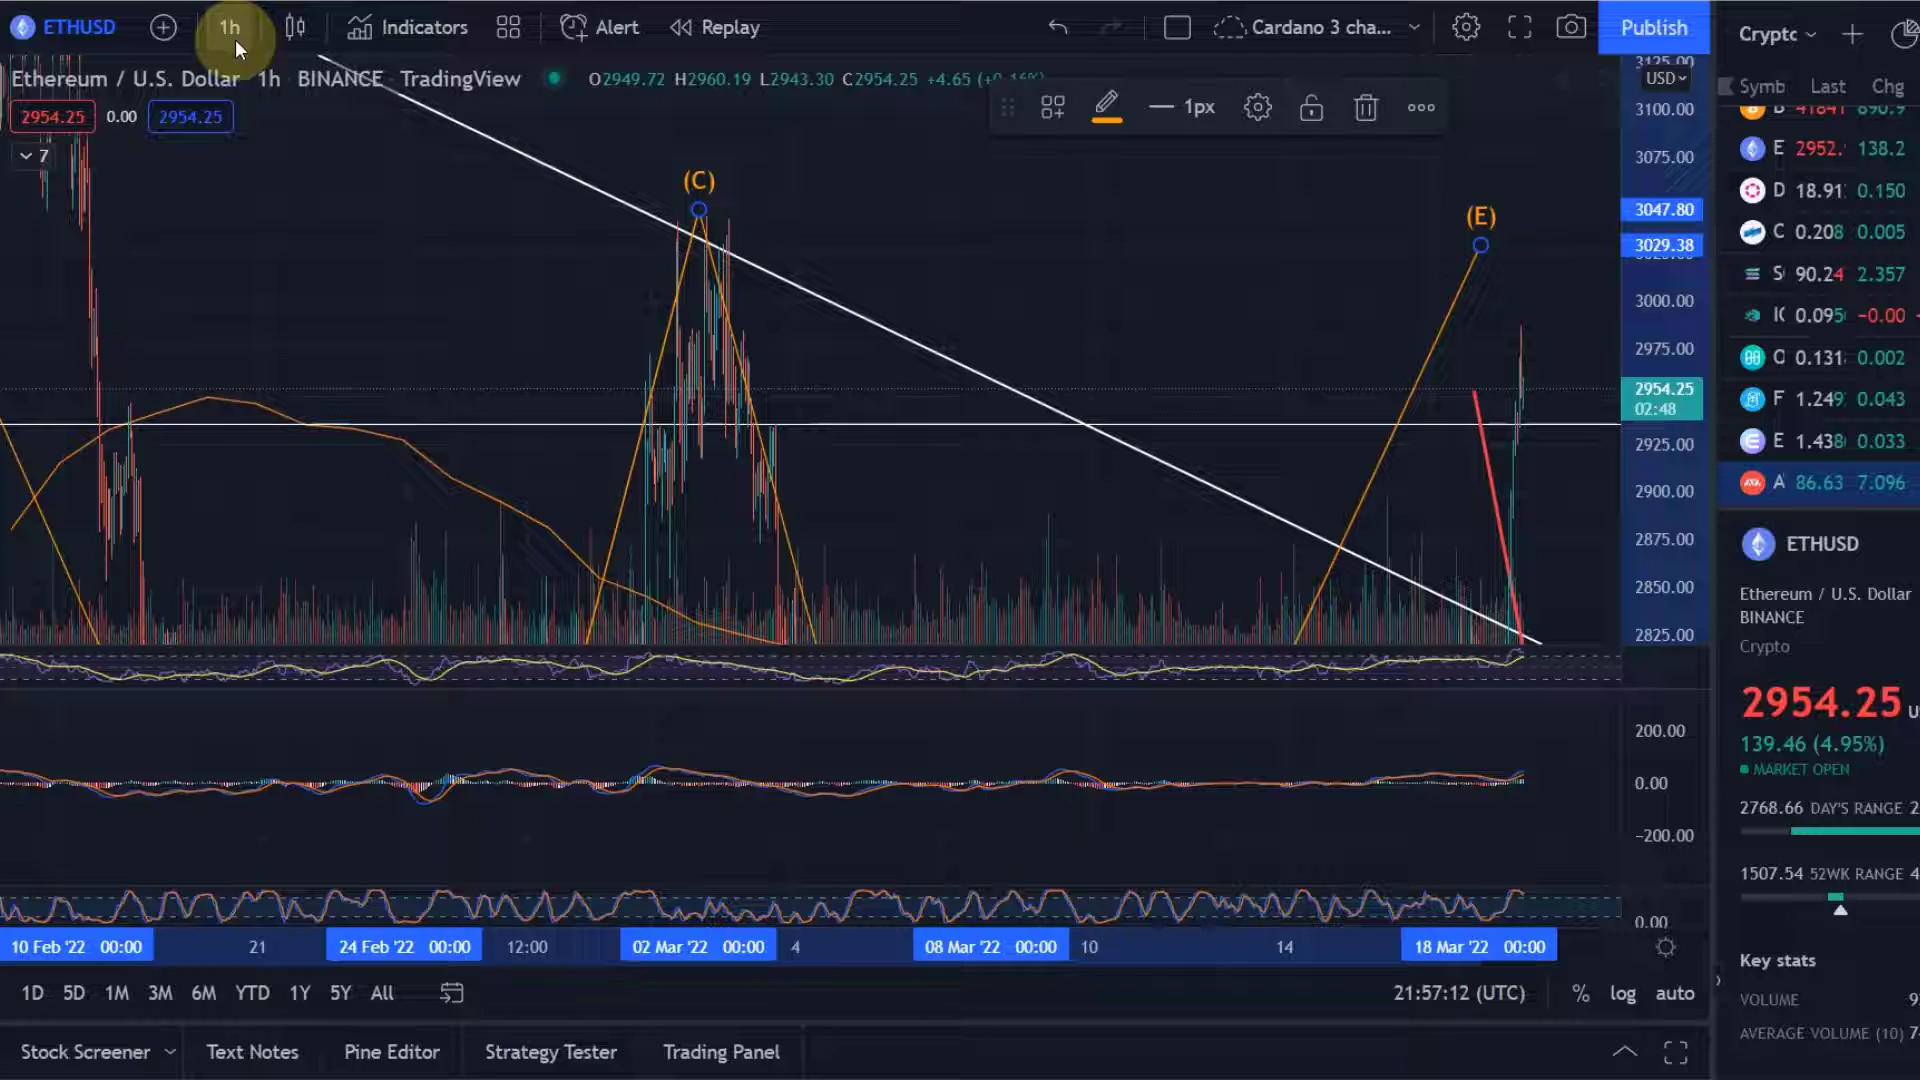 ETHUSD 1h Indicators Alert Replay Cardano 3 cha... Publish
Ethereum / U.S. Dollar 1h BINANCE TradingView O2949.72 H2960.19 L2943.30 C2954.25 +4.65 (+0.16%)
2954.25 0.00 2954.25
7
1px
(C)
(E)
USD
3100.00
3075.00
3047.80
3029.38
3000.00
2975.00
2954.25
02:48
2925.00
2900.00
2875.00
2850.00
2825.00
200.00
0.00
−200.00
0.00
10 Feb '22 00:00 21 24 Feb '22 00:00 12:00 02 Mar '22 00:00 4 08 Mar '22 00:00 10 14 18 Mar '22 00:00
1D 5D 1M 3M 6M YTD 1Y 5Y All 21:57:12 (UTC) % log auto
Stock Screener Text Notes Pine Editor Strategy Tester Trading Panel
Crypto
Symb Last Chg
E 2952. 138.2
D 18.91 0.150
C 0.208 0.005
S 90.24 2.357
0.095 −0.00
O 0.131 0.002
F 1.249 0.043
E 1.438 0.033
A 86.63 7.096
ETHUSD
Ethereum / U.S. Dollar
BINANCE
Crypto
2954.25
139.46 (4.95%)
MARKET OPEN
2768.66 DAY'S RANGE 2
1507.54 52WK RANGE 4
Key stats
VOLUME 9
AVERAGE VOLUME (10) 7